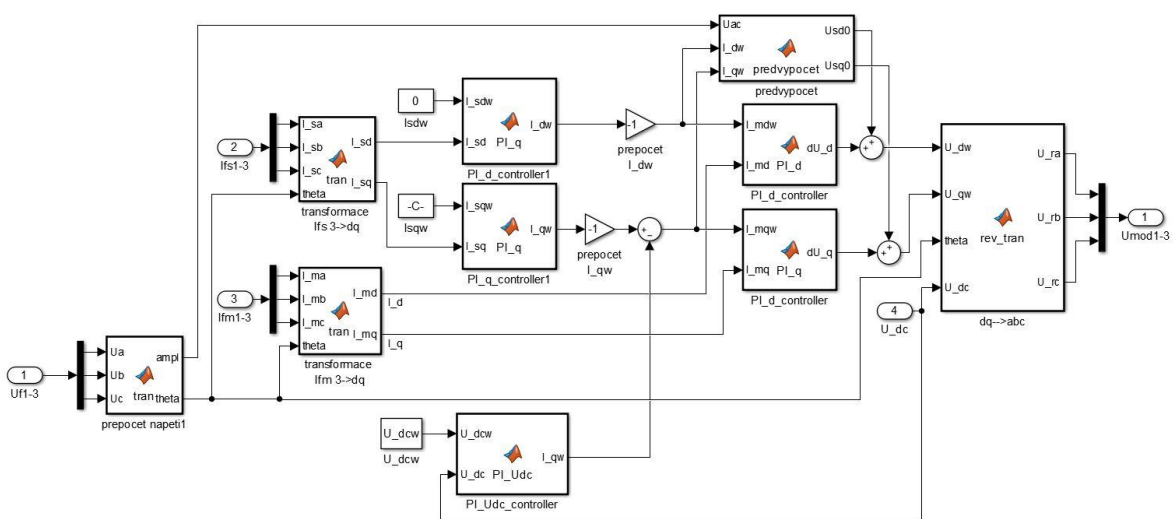 Uac
I_dw
I_qw
predvypocet
Usd0
Usq0
predvypocet
2
Ifs1-3
I_sa
I_sb
I_sc
theta
tran
I_sd
I_sq
transformace
Ifs 3->dq
0
Isdw
I_sdw
I_sd
PI_q
I_dw
PI_d_controller1
-1
prepocet
I_dw
I_mdw
I_md
PI_d
dU_d
PI_d_controller
-C-
Isqw
I_sqw
I_sq
PI_q
I_qw
PI_q_controller1
-1
prepocet
I_qw
I_mqw
I_mq
PI_q
dU_q
PI_d_controller
U_dw
U_qw
theta
U_dc
rev_tran
U_ra
U_rb
U_rc
dq-->abc
1
Umod1-3
4
U_dc
3
Ifm1-3
I_ma
I_mb
I_mc
theta
tran
I_md
I_mq
I_d
I_q
transformace
Ifm 3->dq
1
Uf1-3
Ua
Ub
Uc
tran
ampl
theta
prepocet napeti1
U_dcw
U_dcw
U_dcw
U_dc
PI_Udc
I_qw
PI_Udc_controller